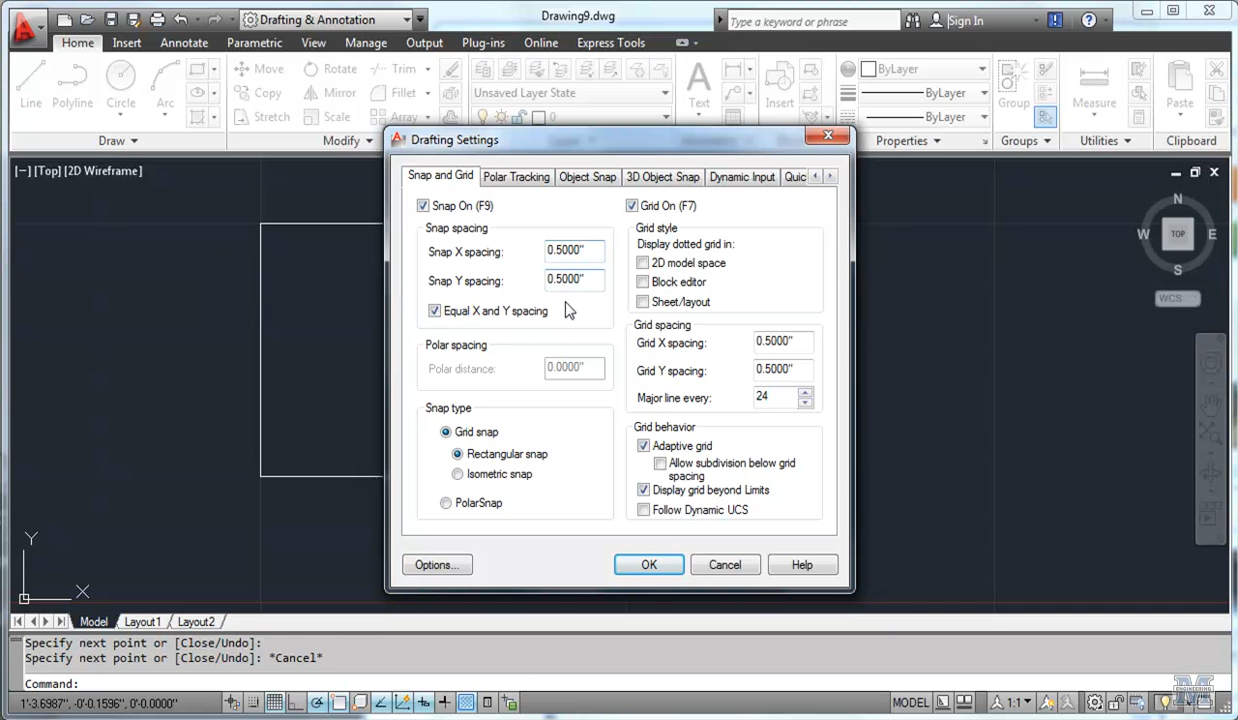 Drafting & Annotation
Drawing9.dwg
Type a keyword or phrase
Sign In
Home Insert Annotate Parametric View Manage Output Plug-ins Online Express Tools
Line Polyline Circle Arc
Move Rotate Trim
Copy Mirror Fillet
Stretch Scale Array
Unsaved Layer State
0
Text Insert
ByLayer
ByLayer
ByLayer
Group Measure Paste
Draw Modify Properties Groups Utilities Clipboard
[−] [Top] [2D Wireframe]
Drafting Settings
Snap and Grid Polar Tracking Object Snap 3D Object Snap Dynamic Input Quic
Snap On (F9)
Snap spacing
Snap X spacing: 0.5000"
Snap Y spacing: 0.5000"
Equal X and Y spacing
Polar spacing
Polar distance: 0.0000"
Snap type
Grid snap
Rectangular snap
Isometric snap
PolarSnap
Grid On (F7)
Grid style
Display dotted grid in:
2D model space
Block editor
Sheet/layout
Grid spacing
Grid X spacing: 0.5000"
Grid Y spacing: 0.5000"
Major line every: 24
Grid behavior
Adaptive grid
Allow subdivision below grid
spacing
Display grid beyond Limits
Follow Dynamic UCS
Options... OK Cancel Help
N
W TOP E
S
WCS
Y
X
Model Layout1 Layout2
Specify next point or [Close/Undo]:
Specify next point or [Close/Undo]: *Cancel*
Command:
1'-3.6987", -0'-0.1596", 0'-0.0000"
MODEL
1:1
ENGINEERING